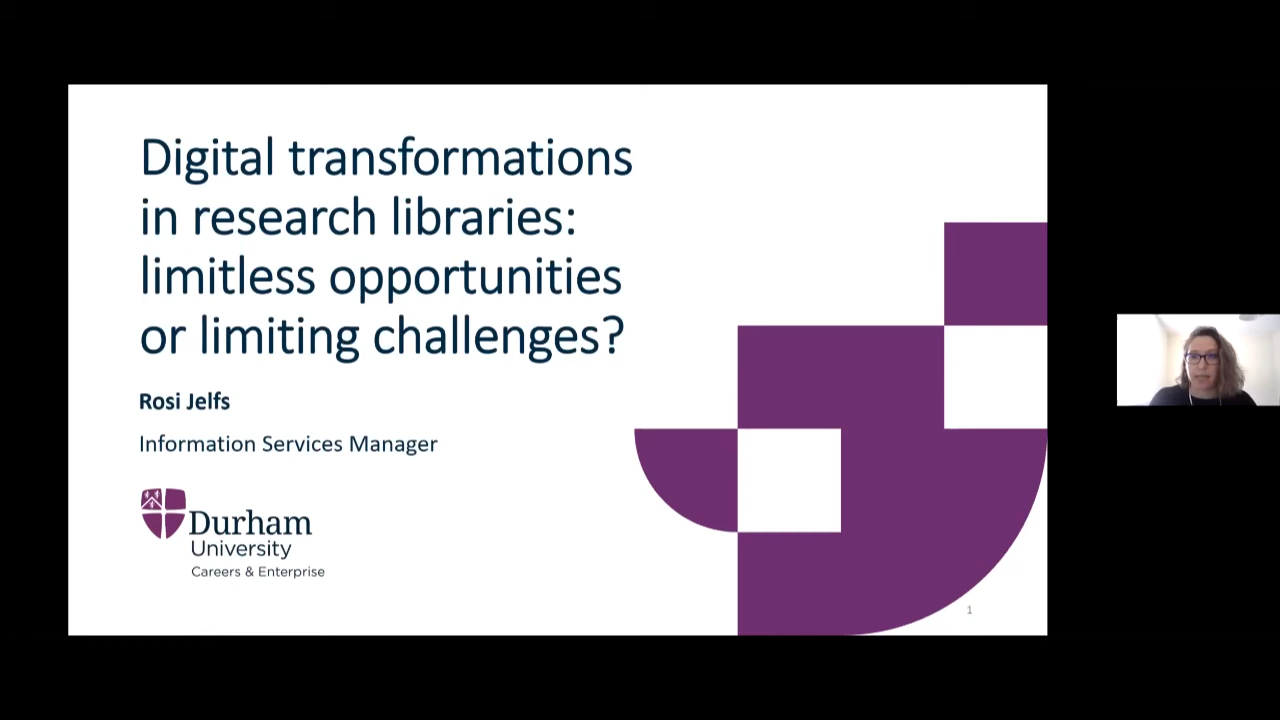 Digital transformations
in research libraries:
limitless opportunities
or limiting challenges?
Rosi Jelfs
Information Services Manager
Durham
University
Careers & Enterprise
1